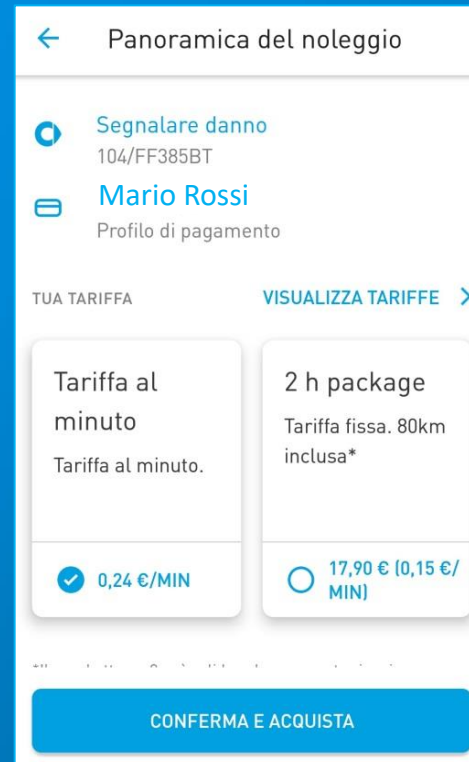 Panoramica del noleggio
Segnalare danno
104/FF385BT
Mario Rossi
Profilo di pagamento
TUA TARIFFA
VISUALIZZA TARIFFE
Tariffa al
minuto
Tariffa al minuto.
0,24 €/MIN
2 h package
Tariffa fissa. 80km
inclusa*
17,90 € (0,15 €/
MIN)
CONFERMA E ACQUISTA